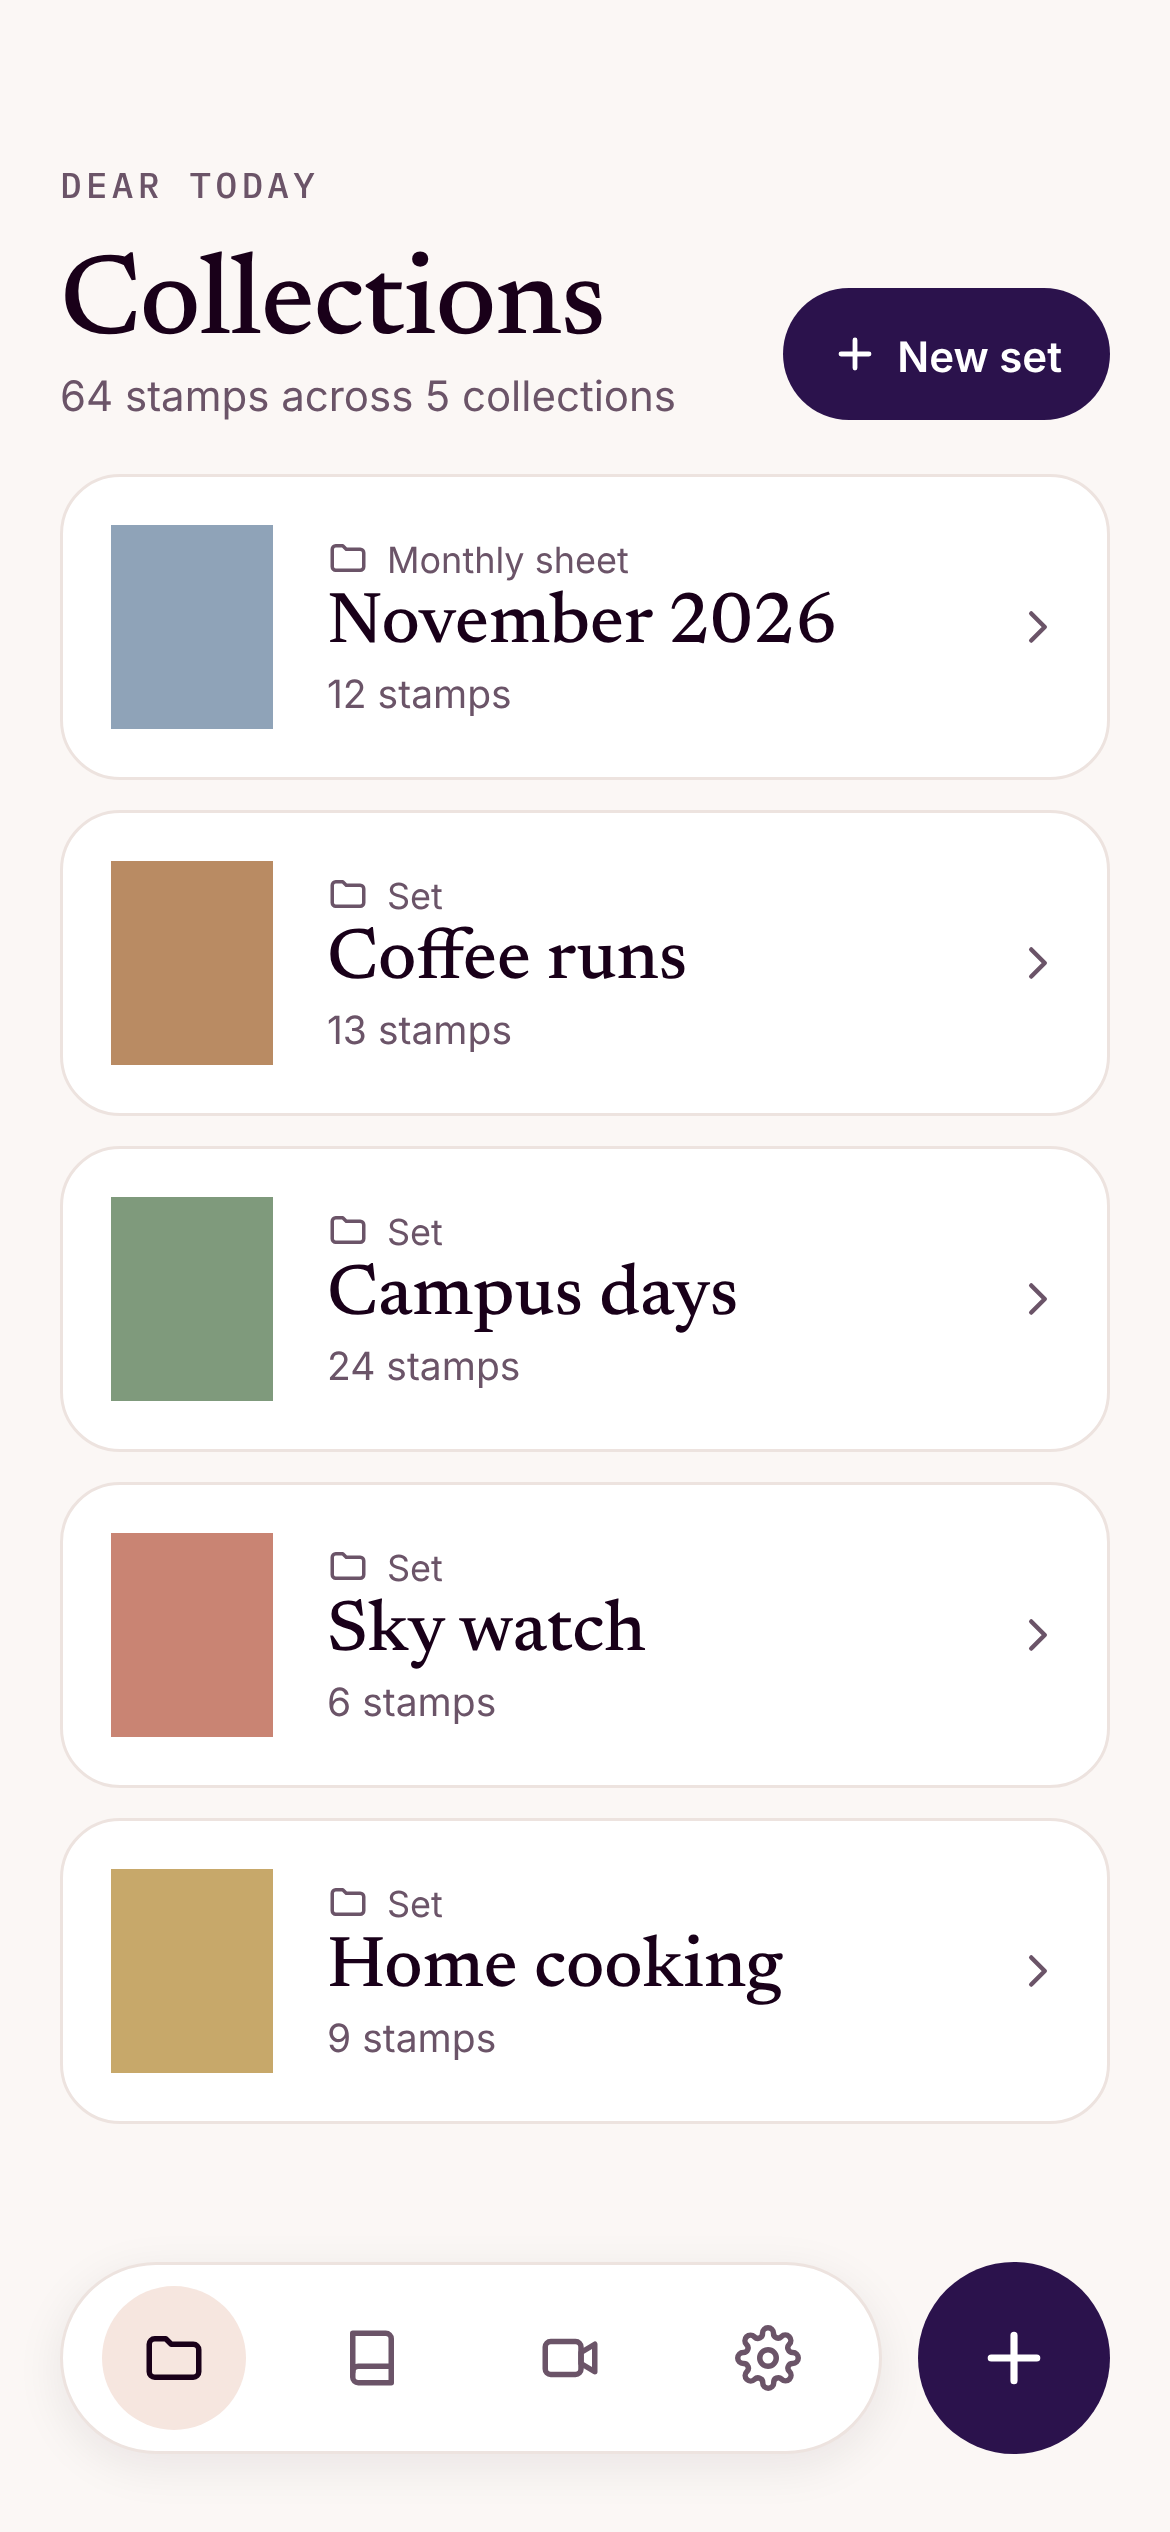 DEAR TODAY
Collections
64 stamps across 5 collections
New set
Monthly sheet
November 2026
12 stamps
Set
Coffee runs
13 stamps
Set
Campus days
24 stamps
Set
Sky watch
6 stamps
Set
Home cooking
9 stamps